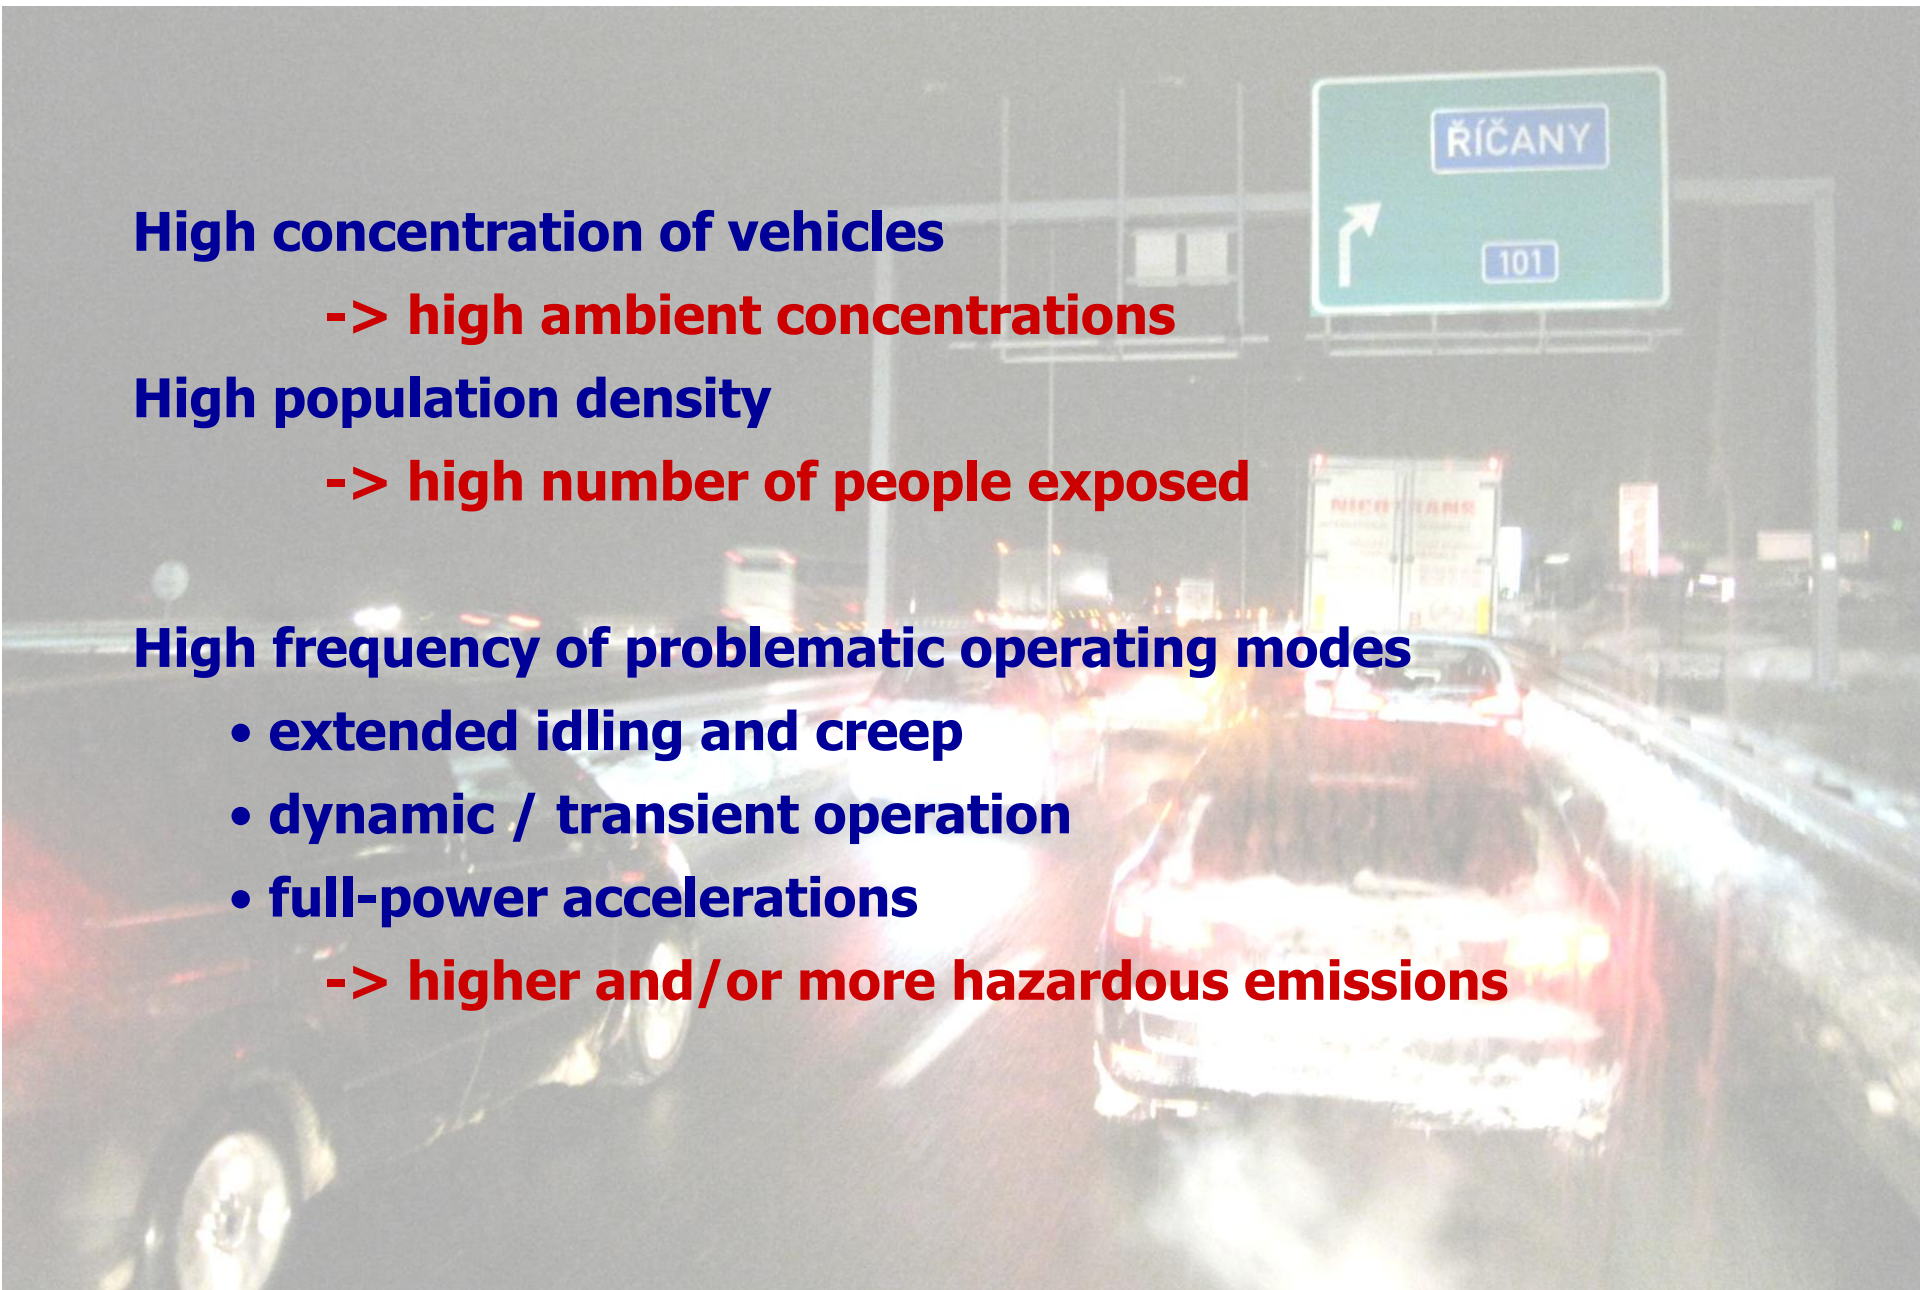 ŘÍČANY
101
High concentration of vehicles
-> high ambient concentrations
High population density
-> high number of people exposed
High frequency of problematic operating modes
• extended idling and creep
• dynamic / transient operation
• full-power accelerations
-> higher and/or more hazardous emissions